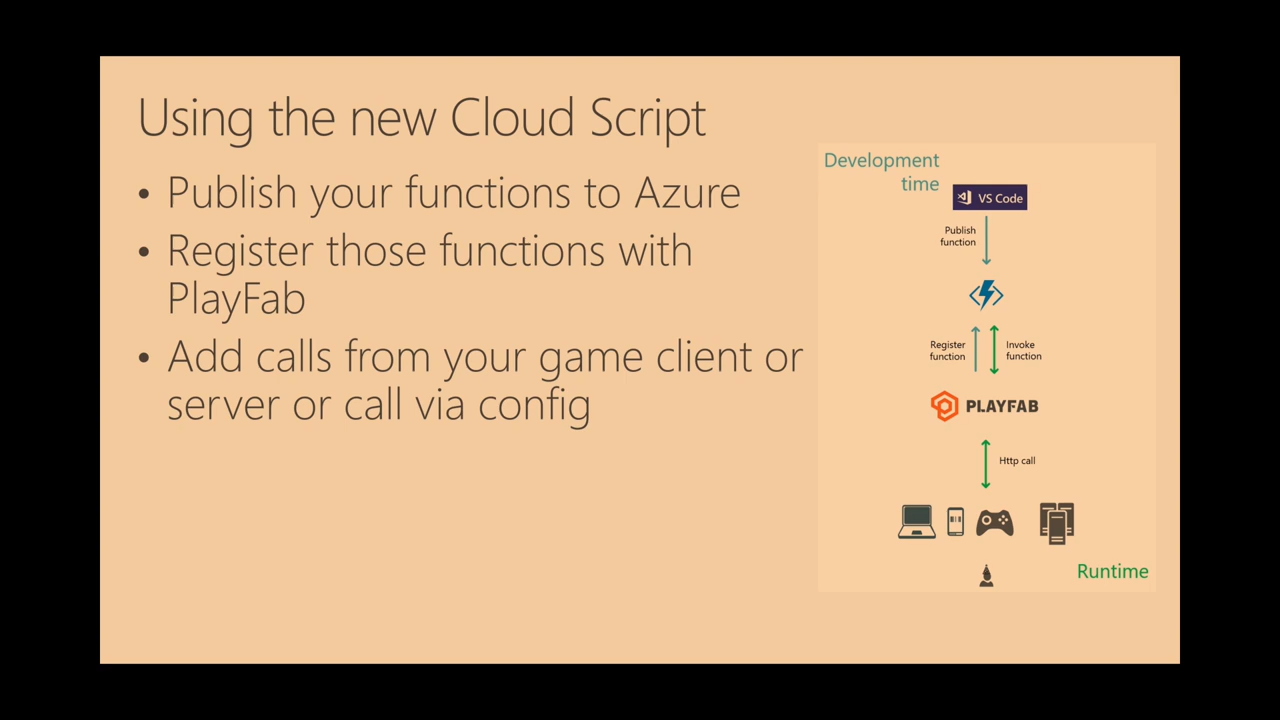 Using the new Cloud Script
• Publish your functions to Azure
• Register those functions with
PlayFab
• Add calls from your game client or
server or call via config
Development
time
VS Code
Publish
function
Register
function
Invoke
function
PLAYFAB
Http call
Runtime